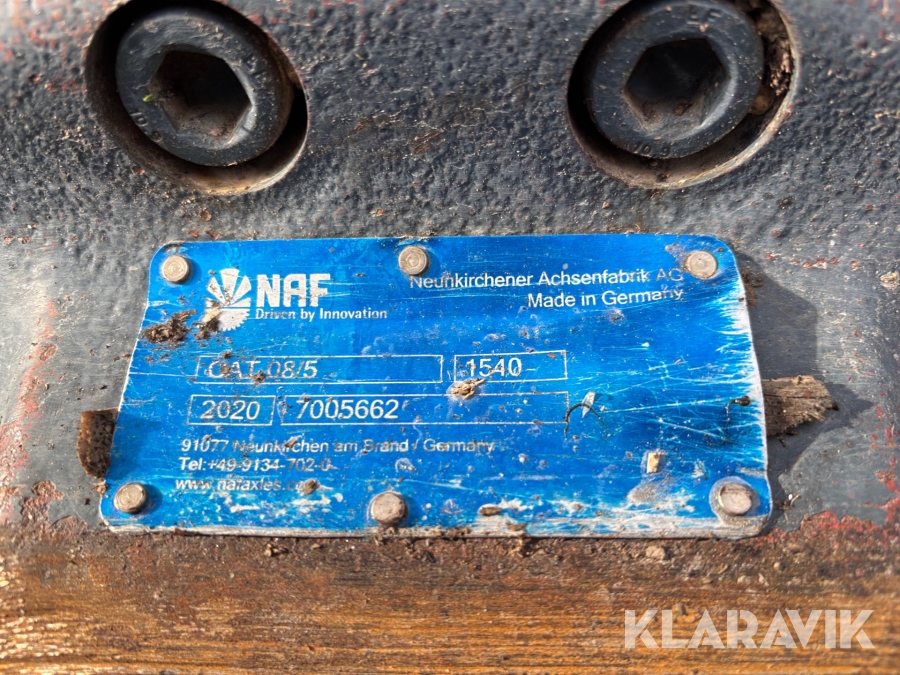 NAF
Driven by Innovation
Neunkirchener Achsenfabrik AG
Made in Germany
OAT 08/5
1540
2020
7005662
91077 Neunkirchen am Brand / Germany
Tel:+49-9134-702-0
www.nafaxles.com
KLARAVIK